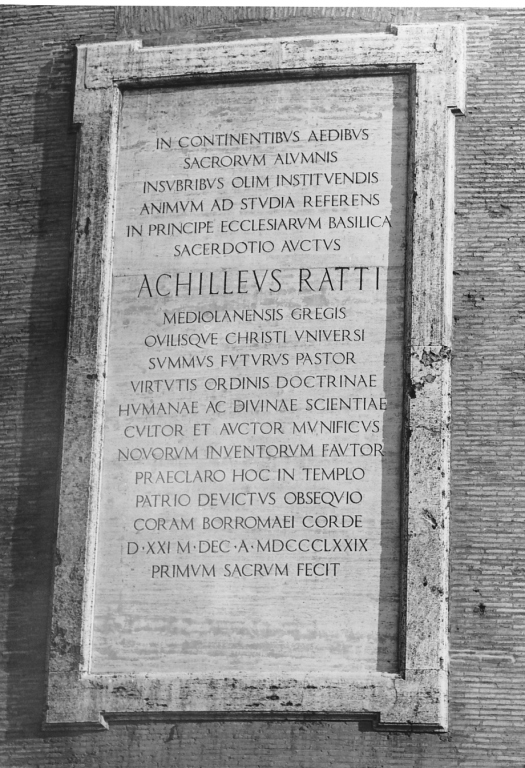 IN CONTINENTIBVS AEDIBVS
SACRORVM ALVMNIS
INSVBRIBVS OLIM INSTITVENDIS
ANIMVM AD STVDIA REFERENS
IN PRINCIPE ECCLESIARVM BASILICA
SACERDOTIO AVCTVS
ACHILLEVS RATTI
MEDIOLANENSIS GREGIS
OVILISQVE CHRISTI VNIVERSI
SVMMVS FVTVRVS PASTOR
VIRTVTIS ORDINIS DOCTRINAE
HVMANAE AC DIVINAE SCIENTIAE
CVLTOR ET AVCTOR MVNIFICVS
NOVORVM INVENTORVM FAVTOR
PRAECLARO HOC IN TEMPLO
PATRIO DEVICTVS OBSEQVIO
CORAM BORROMAEI CORDE
D·XXI M·DEC·A·MDCCCLXXIX
PRIMVM SACRVM FECIT